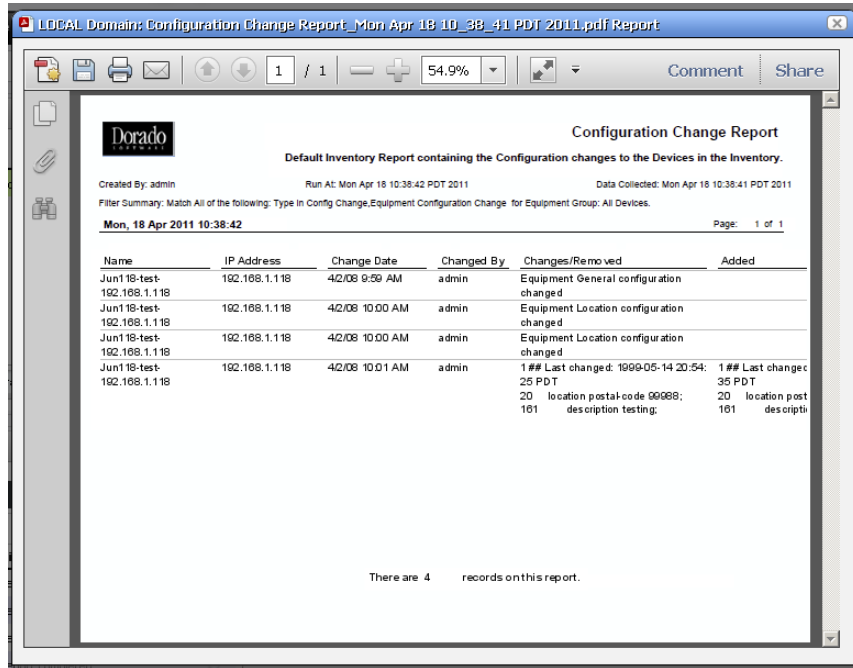 LOCAL Domain: Configuration Change Report_Mon Apr 18 10_38_41 PDT 2011.pdf Report
1 / 1 54.9% Comment Share
Dorado
SOFTWARE
Configuration Change Report
Default Inventory Report containing the Configuration changes to the Devices in the Inventory.
Created By: admin Run At: Mon Apr 18 10:38:42 PDT 2011 Data Collected: Mon Apr 18 10:38:41 PDT 2011
Filter Summary: Match All of the following: Type In Config Change,Equipment Configuration Change for Equipment Group: All Devices.
Mon, 18 Apr 2011 10:38:42 Page: 1 of 1
Name IP Address Change Date Changed By Changes/Removed Added
Jun118-test- 192.168.1.118 4/2/08 9:59 AM admin Equipment General configuration
192.168.1.118 changed
Jun118-test- 192.168.1.118 4/2/08 10:00 AM admin Equipment Location configuration
192.168.1.118 changed
Jun118-test- 192.168.1.118 4/2/08 10:00 AM admin Equipment Location configuration
192.168.1.118 changed
Jun118-test- 192.168.1.118 4/2/08 10:01 AM admin 1 ## Last changed: 1999-05-14 20:54: 1 ## Last changed
192.168.1.118 25 PDT 35 PDT
20 location postal-code 99988; 20 location post
161 description testing; 161 descripti
There are 4 records on this report.